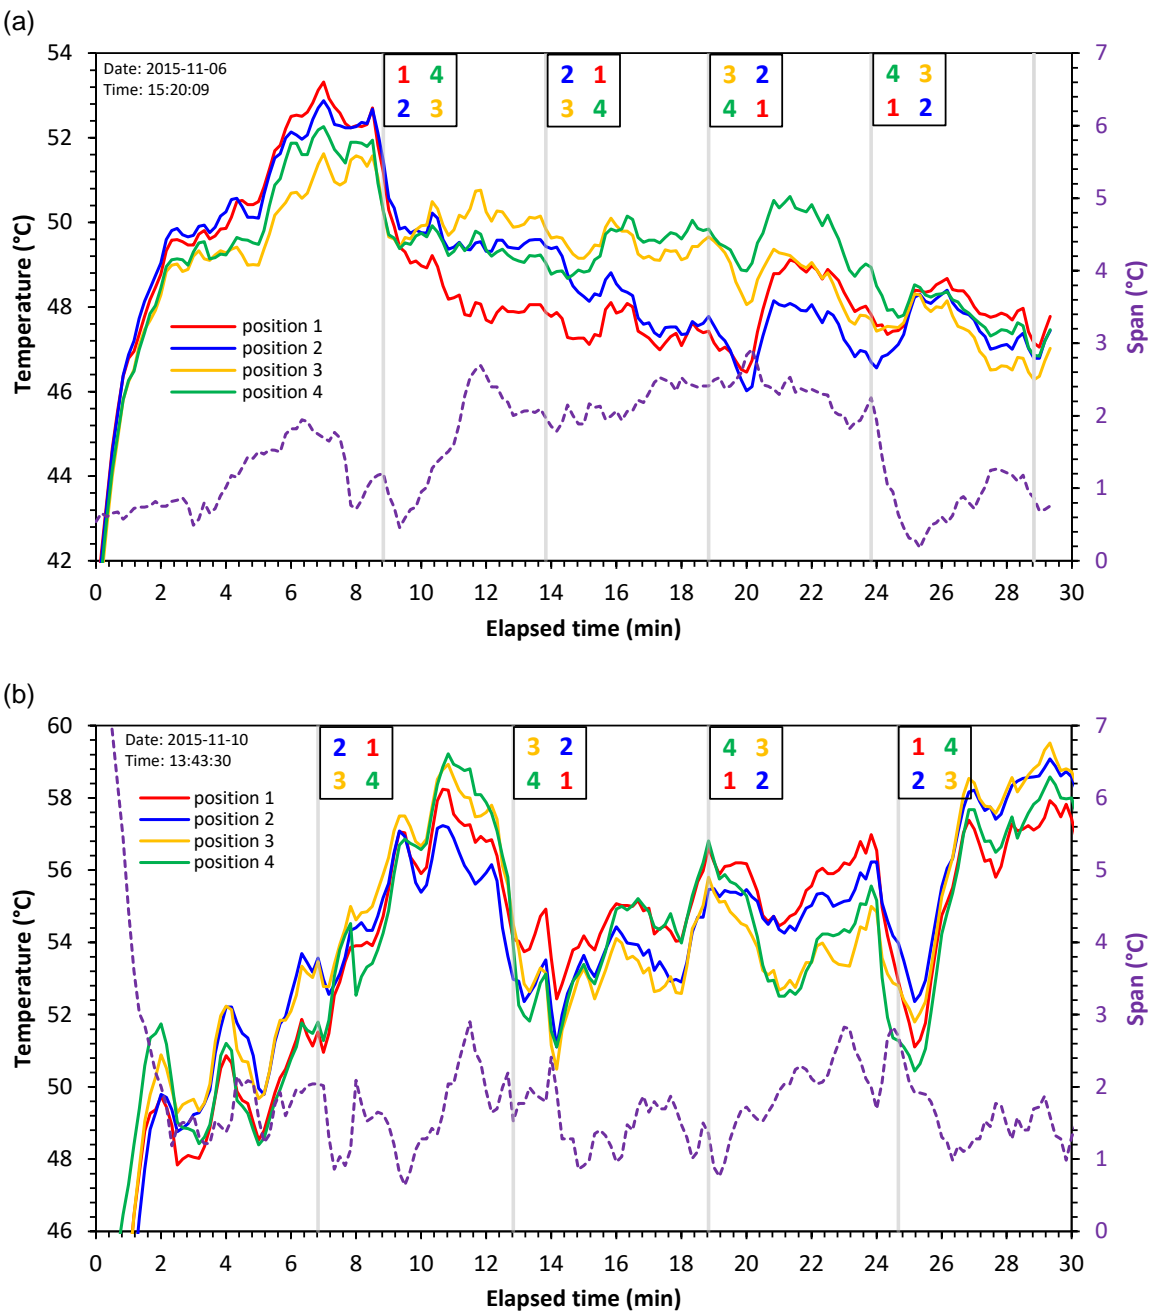 (a)
54
52
50
48
46
44
42
Temperature (°C)
7
6
5
4
3
2
1
0
Span (°C)
Date: 2015-11-06
Time: 15:20:09
1 4
2 3
2 1
3 4
3 2
4 1
4 3
1 2
position 1
position 2
position 3
position 4
0 2 4 6 8 10 12 14 16 18 20 22 24 26 28 30
Elapsed time (min)
(b)
60
58
56
54
52
50
48
46
Temperature (°C)
7
6
5
4
3
2
1
0
Span (°C)
Date: 2015-11-10
Time: 13:43:30
2 1
3 4
3 2
4 1
4 3
1 2
1 4
2 3
position 1
position 2
position 3
position 4
0 2 4 6 8 10 12 14 16 18 20 22 24 26 28 30
Elapsed time (min)